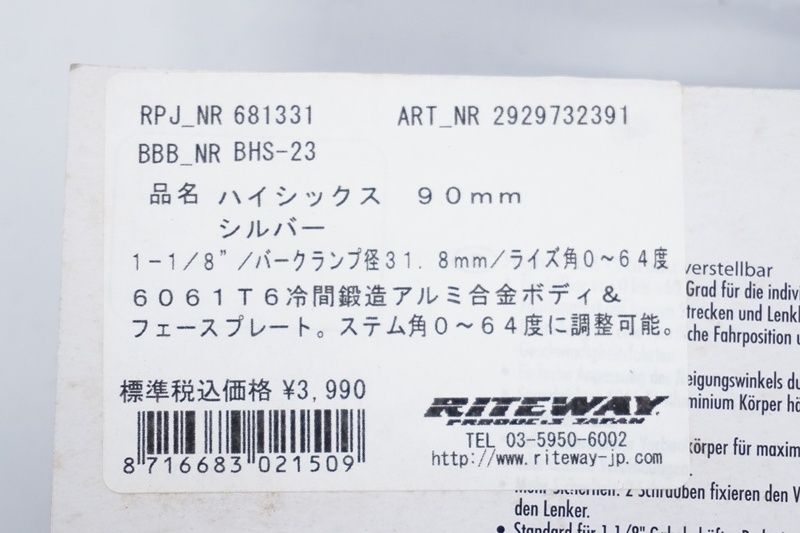 RPJ_NR 681331 ART_NR 2929732391
BBB_NR BHS-23
品名 ハイシックス 90mm
シルバー
1-1/8"/バークランプ径31.8mm/ライズ角0~64度
6061T6冷間鍛造アルミ合金ボディ&
フェースプレート。ステム角0~64度に調整可能。
標準税込価格 ¥3,990
8 716683 021509
RITEWAY
PRODUCTS JAPAN
TEL 03-5950-6002
http://www.riteway-jp.com
verstellbar
Grad für die indivi
trecken und Lenkl
che Fahrposition u
eigungswinkels du
uminium Körper hä
körper für maxim
Mehr Sicherheit: 2 Schrauben fixieren den V
den Lenker.
• Standard für 1 1/8"